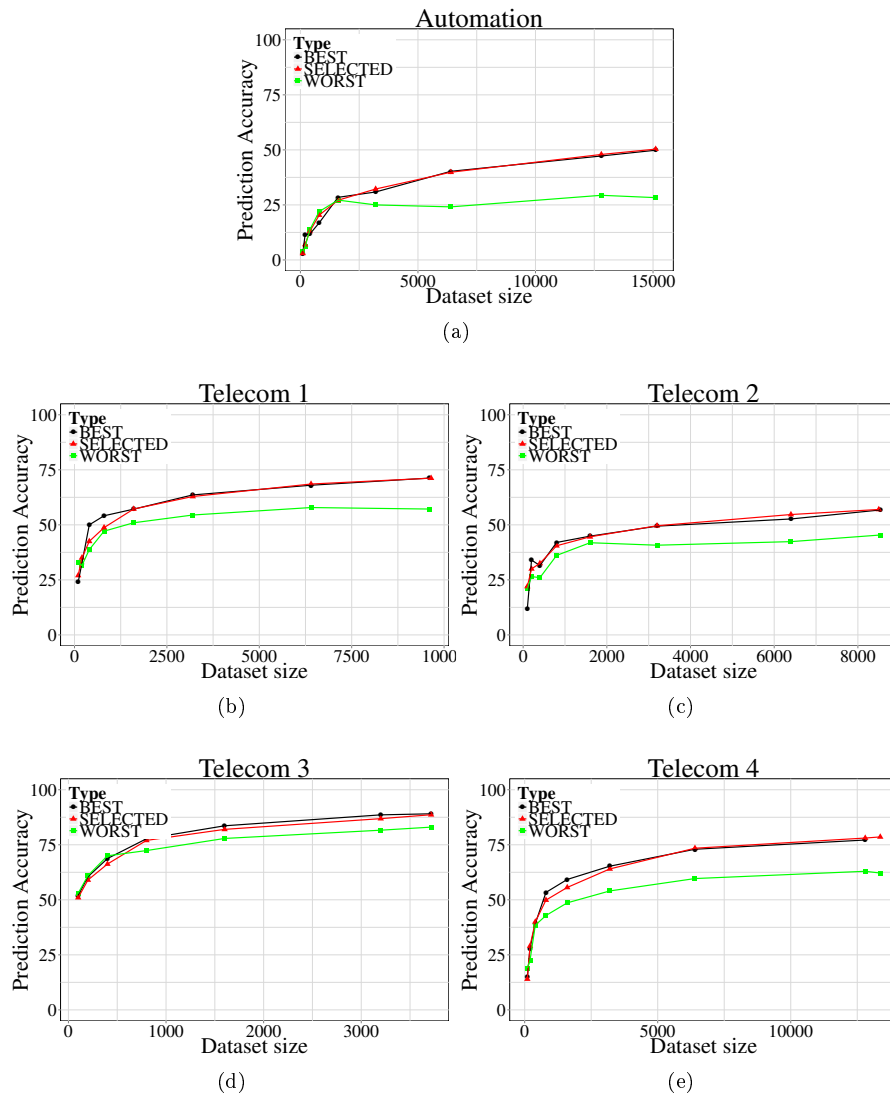 Automation
Prediction Accuracy
100
75
50
25
0
Type
BEST
SELECTED
WORST
0 5000 10000 15000
Dataset size
(a)
Telecom 1
Prediction Accuracy
100
75
50
25
0
Type
BEST
SELECTED
WORST
0 2500 5000 7500 1000
Dataset size
(b)
Telecom 2
Prediction Accuracy
100
75
50
25
0
Type
BEST
SELECTED
WORST
0 2000 4000 6000 8000
Dataset size
(c)
Telecom 3
Prediction Accuracy
100
75
50
25
0
Type
BEST
SELECTED
WORST
0 1000 2000 3000
Dataset size
(d)
Telecom 4
Prediction Accuracy
100
75
50
25
0
Type
BEST
SELECTED
WORST
0 5000 10000
Dataset size
(e)